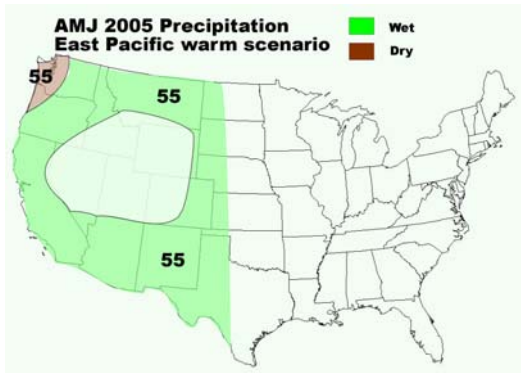 AMJ 2005 Precipitation
East Pacific warm scenario
Wet
Dry
55
55
55